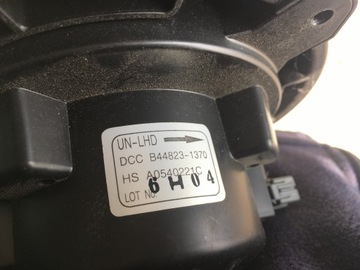 UN-LHD
DCC B44823-1370
HS A0540221C
LOT No. 6H04